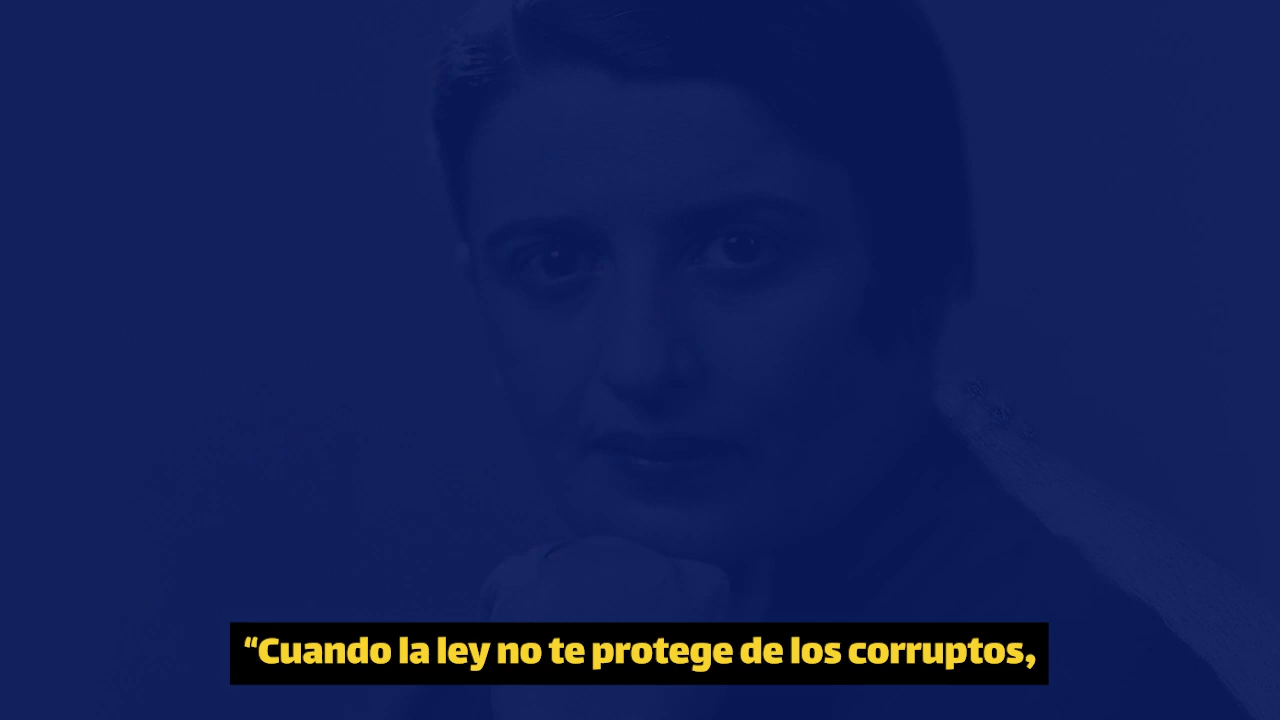 “Cuando la ley no te protege de los corruptos,